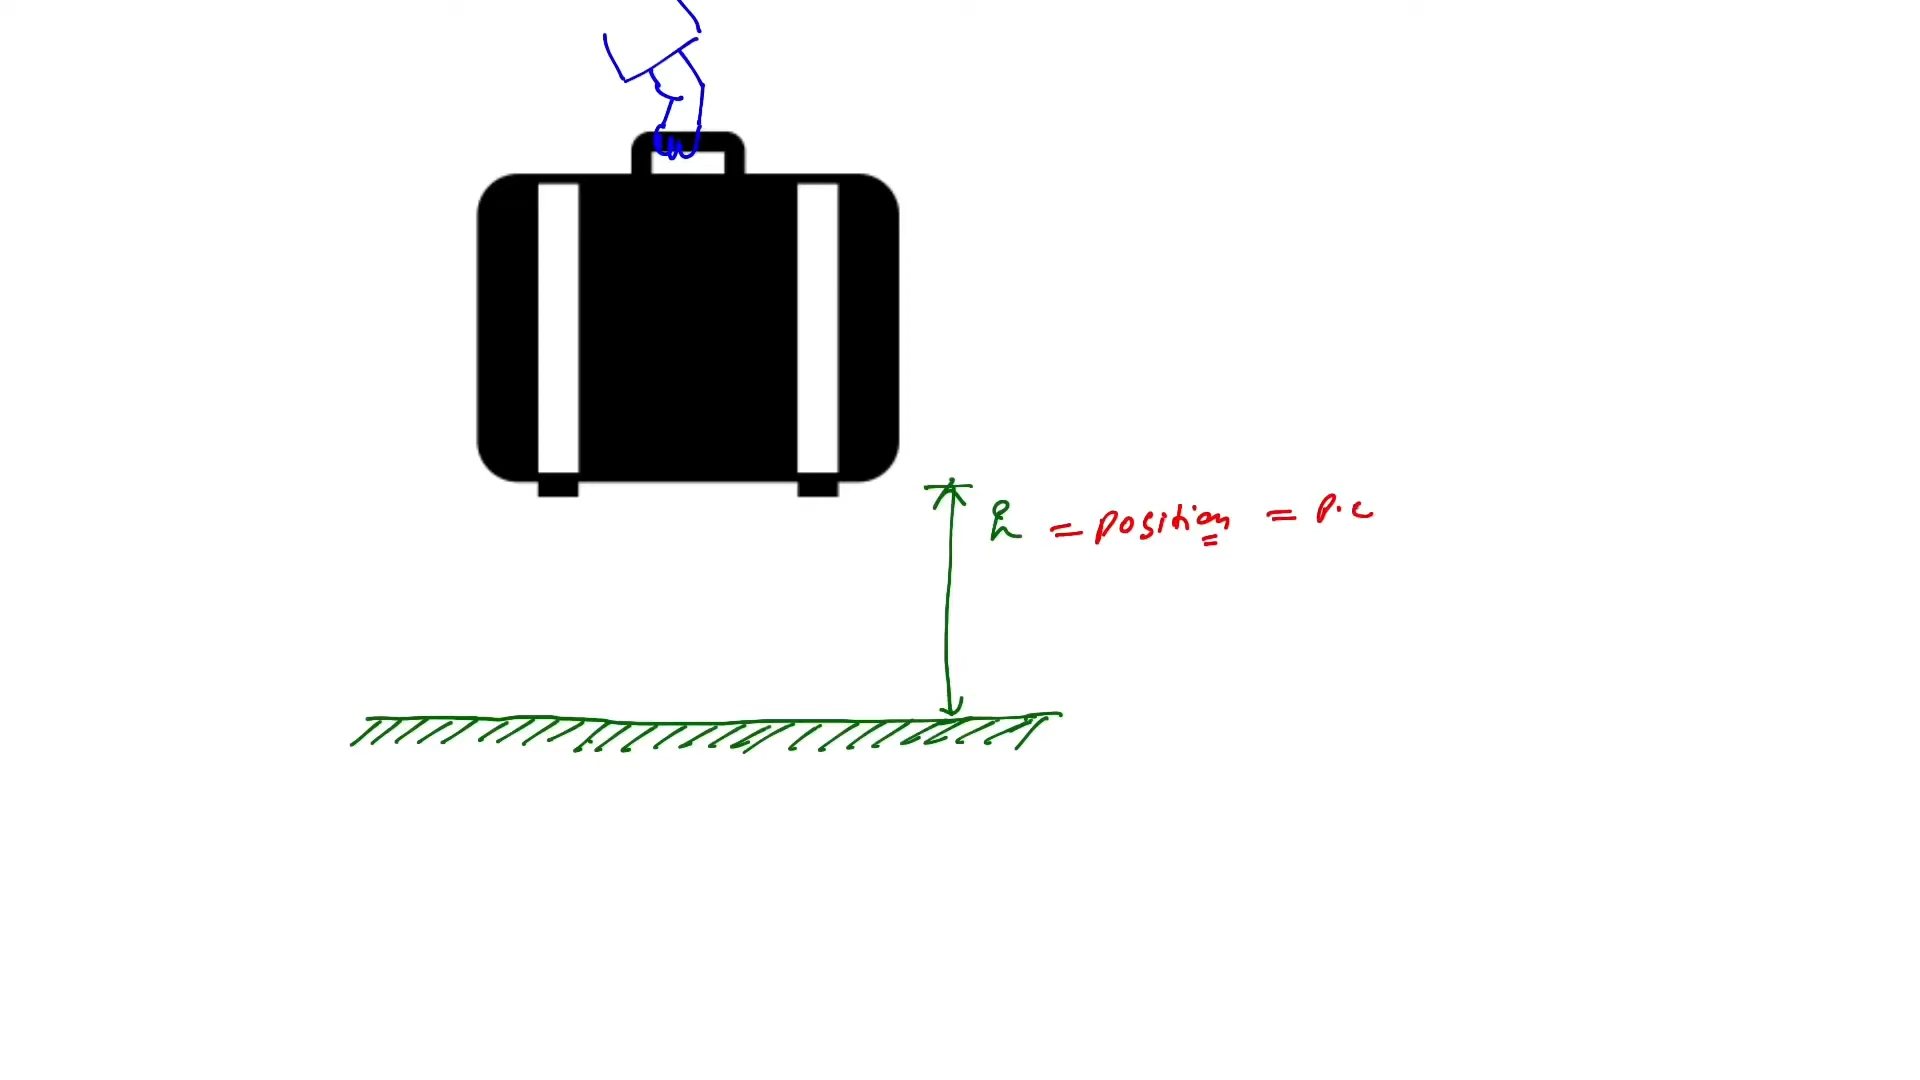 h = position = P.E